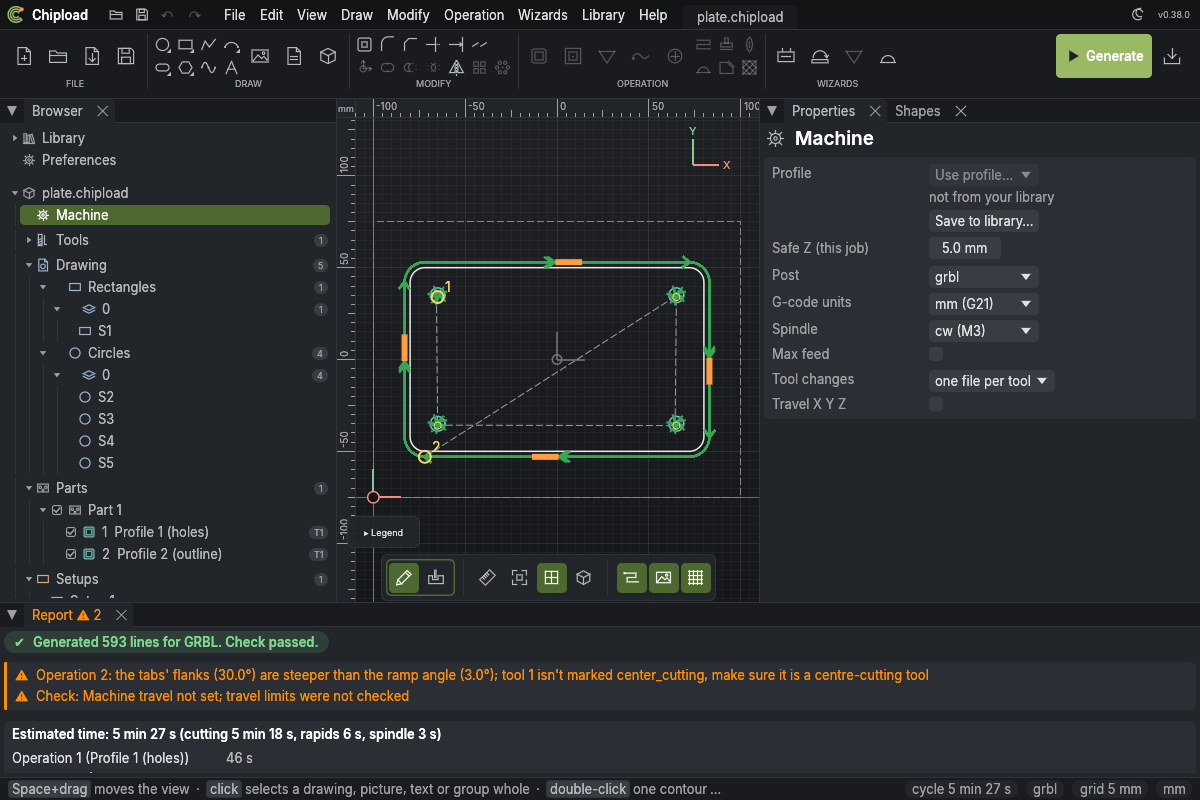 Chipload File Edit View Draw Modify Operation Wizards Library Help plate.chipload v0.38.0
FILE DRAW MODIFY OPERATION WIZARDS
Generate
Browser
Library
Preferences
plate.chipload
Machine
Tools 1
Drawing 5
Rectangles 1
0 1
S1
Circles 4
0 4
S2
S3
S4
S5
Parts 1
Part 1
1 Profile 1 (holes) T1
2 Profile 2 (outline) T1
Setups 1
mm -100 -50 0 50 100
100
50
0
-50
-100
Y
X
1
2
Legend
Properties Shapes
Machine
Profile Use profile...
not from your library
Save to library...
Safe Z (this job) 5.0 mm
Post grbl
G-code units mm (G21)
Spindle cw (M3)
Max feed
Tool changes one file per tool
Travel X Y Z
Report 2
Generated 593 lines for GRBL. Check passed.
Operation 2: the tabs' flanks (30.0°) are steeper than the ramp angle (3.0°); tool 1 isn't marked center_cutting, make sure it is a centre-cutting tool
Check: Machine travel not set; travel limits were not checked
Estimated time: 5 min 27 s (cutting 5 min 18 s, rapids 6 s, spindle 3 s)
Operation 1 (Profile 1 (holes)) 46 s
Space+drag moves the view · click selects a drawing, picture, text or group whole · double-click one contour ... cycle 5 min 27 s grbl grid 5 mm mm